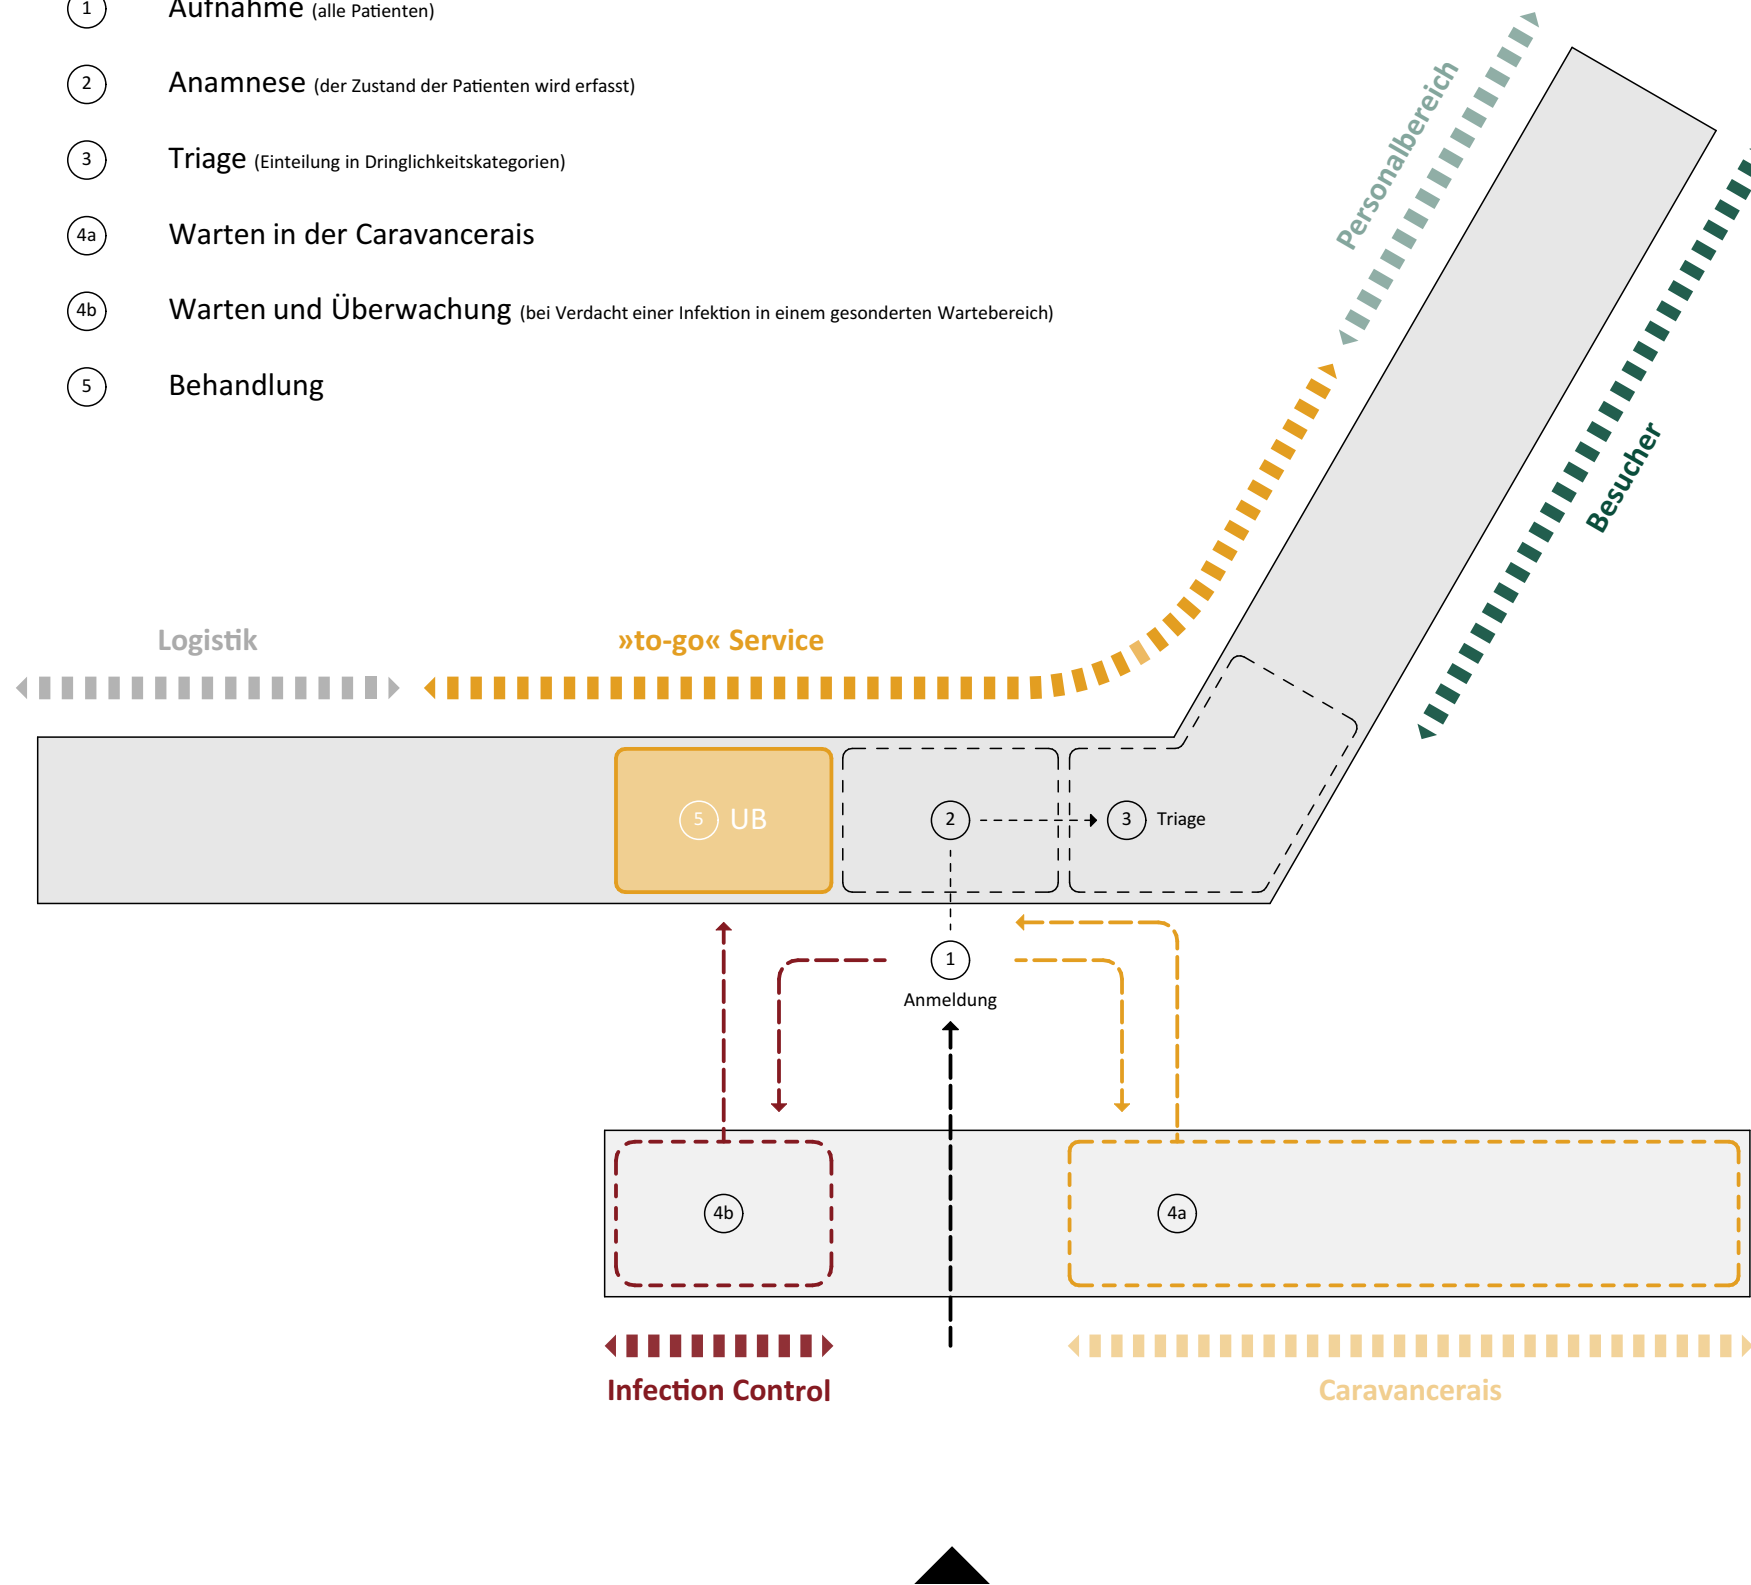 1 Aufnahme (alle Patienten)
2 Anamnese (der Zustand der Patienten wird erfasst)
3 Triage (Einteilung in Dringlichkeitskategorien)
4a Warten in der Caravancerais
4b Warten und Überwachung (bei Verdacht einer Infektion in einem gesonderten Wartebereich)
5 Behandlung
Personalbereich
Besucher
Logistik
»to-go« Service
5 UB
2
3 Triage
1
Anmeldung
4b
4a
Infection Control
Caravancerais